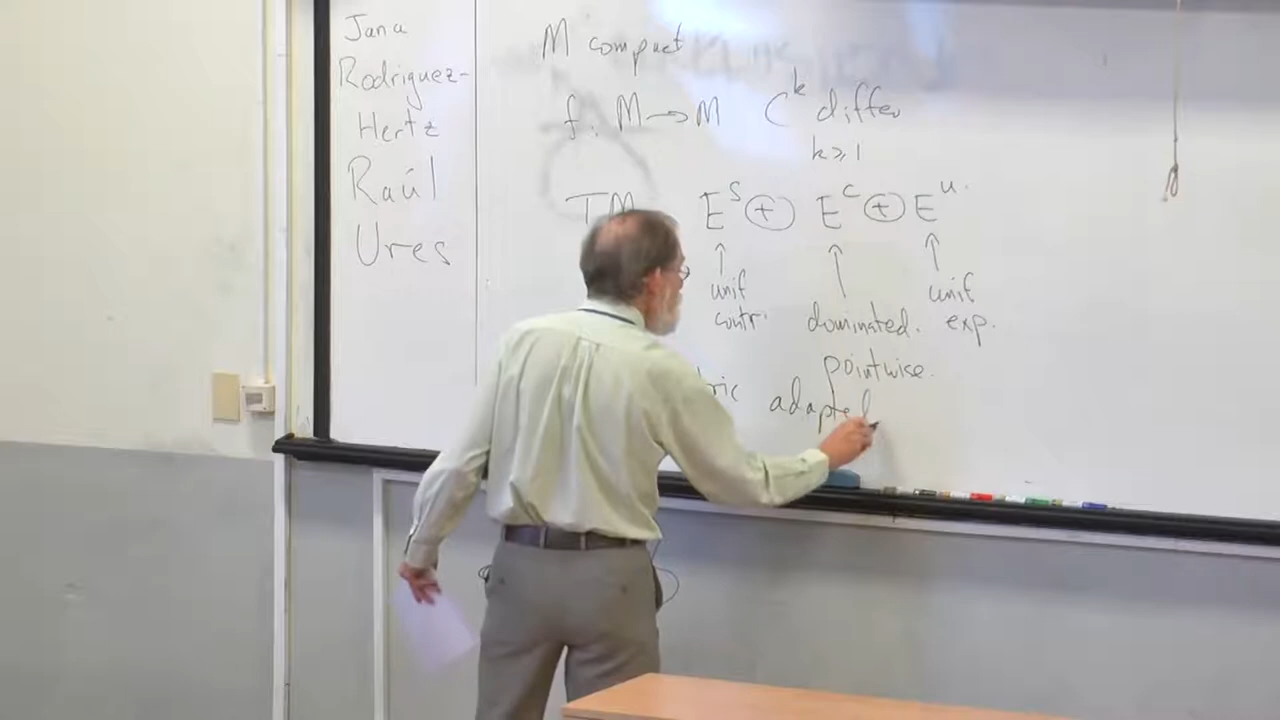 Jana
Rodriguez-
Hertz
Raúl
Ures
M compact
f: M → M C^k diffeo
k≥1
TM E^s ⊕ E^c ⊕ E^u
↑ ↑ ↑
unif contr. dominated. unif exp.
pointwise.
adapted